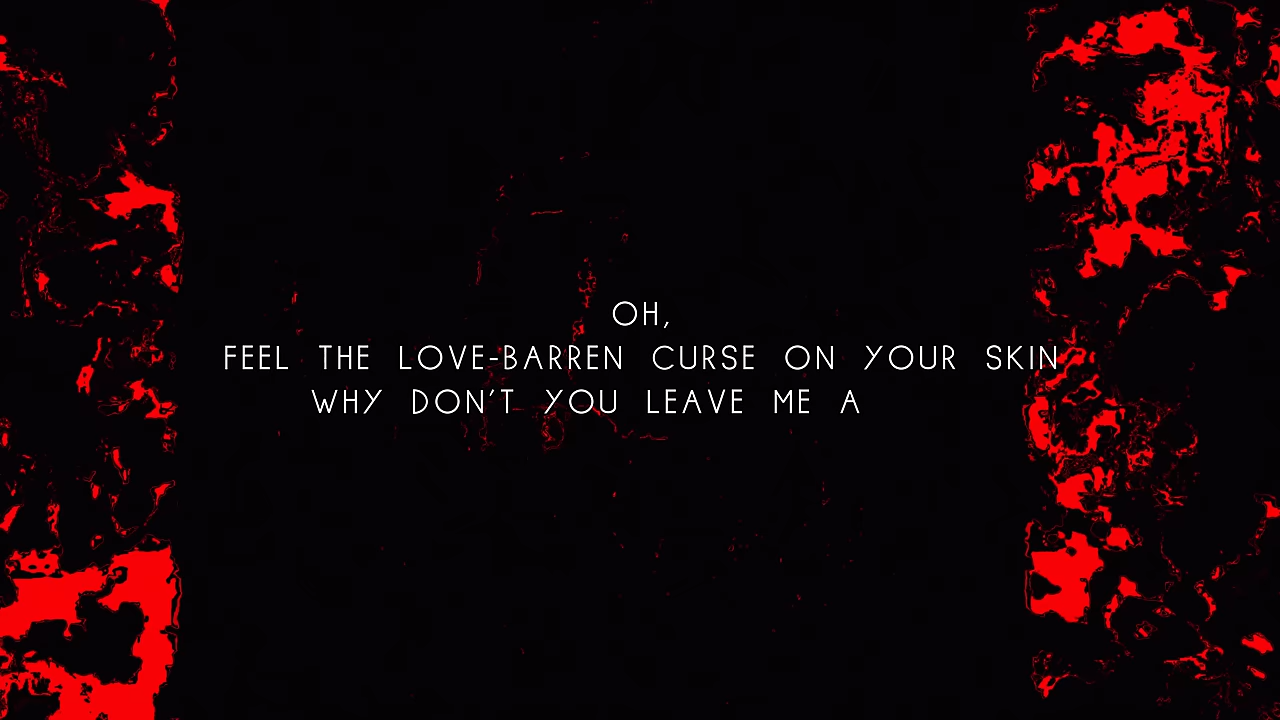 OH,
FEEL THE LOVE-BARREN CURSE ON YOUR SKIN
WHY DON'T YOU LEAVE ME A